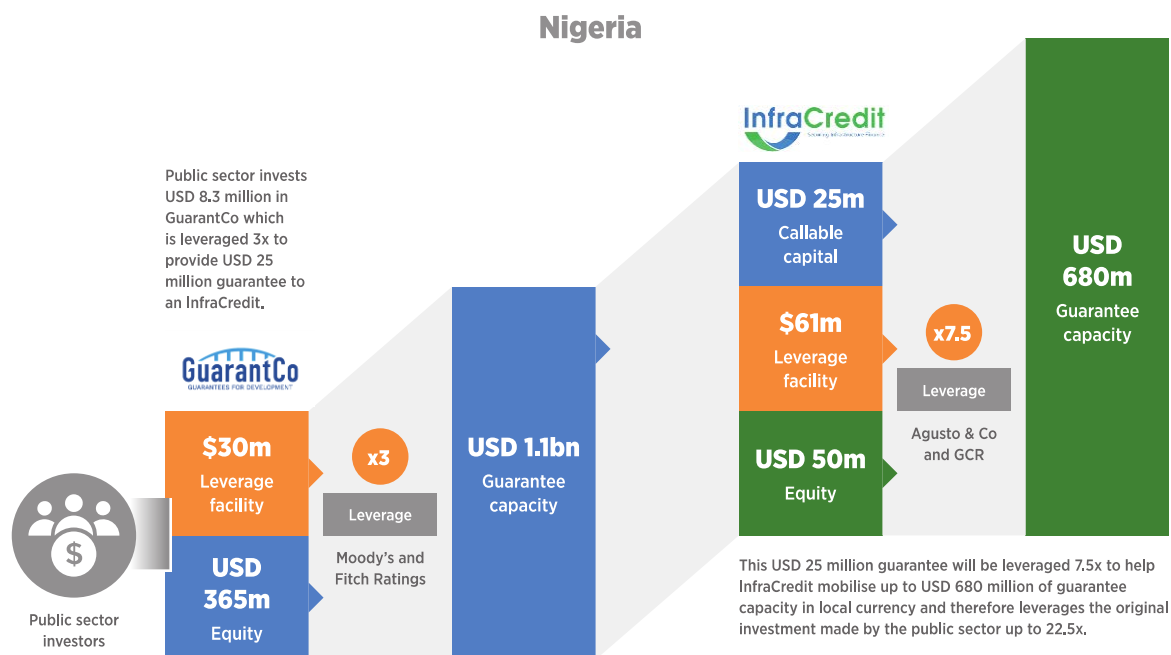 Nigeria
Public sector invests
USD 8.3 million in
GuarantCo which
is leveraged 3x to
provide USD 25
million guarantee to
an InfraCredit.
GuarantCo
GUARANTEES FOR DEVELOPMENT
$30m
Leverage
facility
USD
365m
Equity
$
Public sector
investors
x3
Leverage
Moody's and
Fitch Ratings
USD 1.1bn
Guarantee
capacity
InfraCredit
Securing Infrastructure Finance
USD 25m
Callable
capital
$61m
Leverage
facility
USD 50m
Equity
x7.5
Leverage
Agusto & Co
and GCR
USD
680m
Guarantee
capacity
This USD 25 million guarantee will be leveraged 7.5x to help
InfraCredit mobilise up to USD 680 million of guarantee
capacity in local currency and therefore leverages the original
investment made by the public sector up to 22.5x.